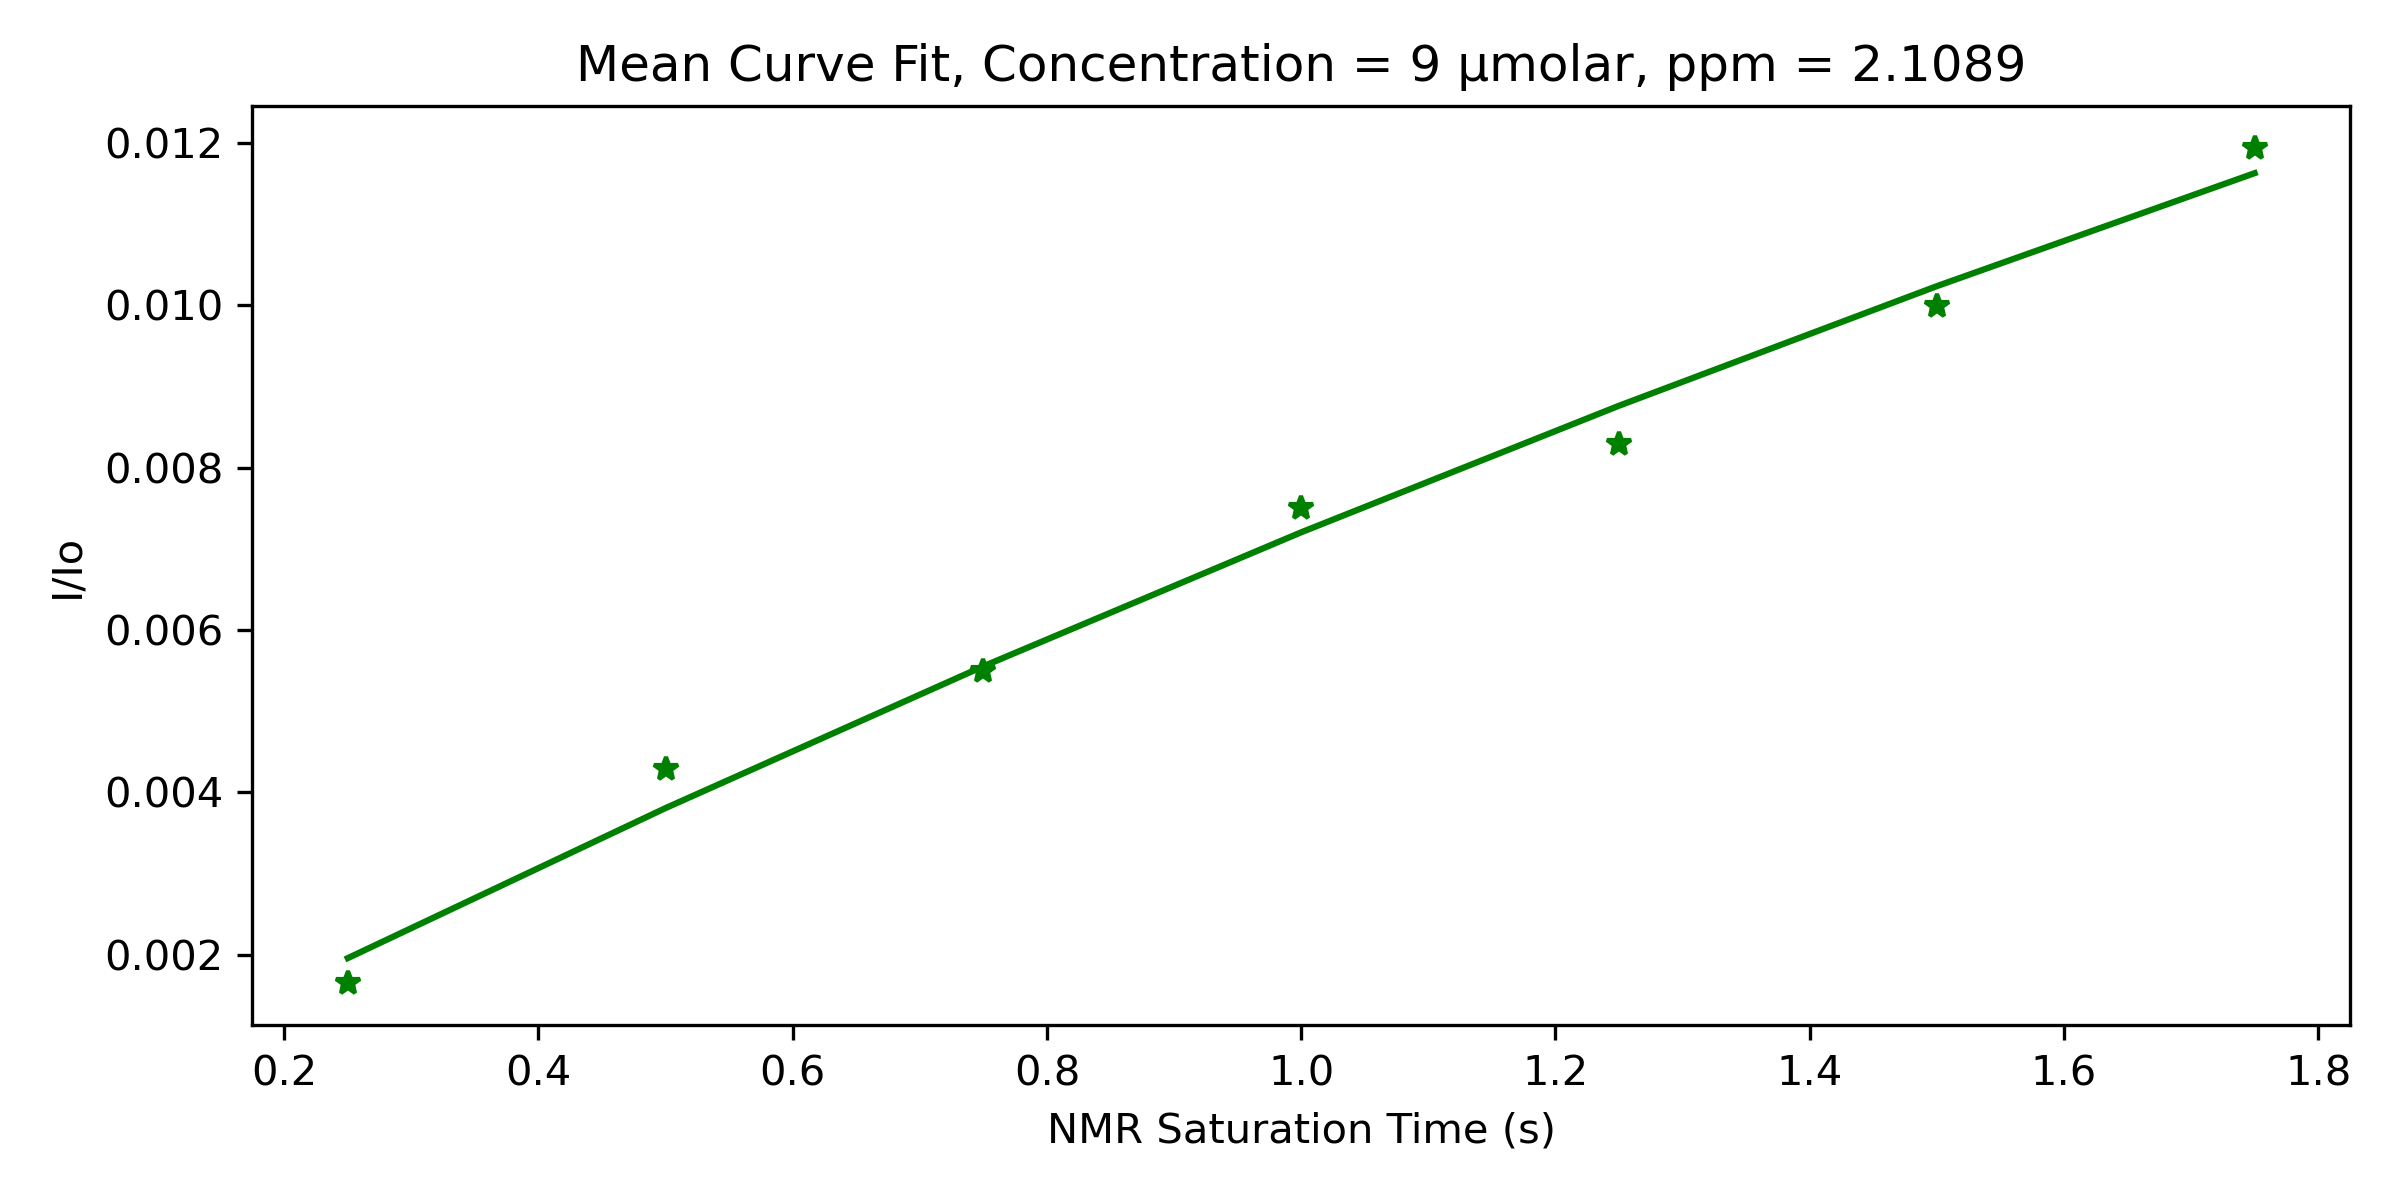 Mean Curve Fit, Concentration = 9 μmolar, ppm = 2.1089
0.012
0.010
0.008
0.006
0.004
0.002
I/Io
0.2 0.4 0.6 0.8 1.0 1.2 1.4 1.6 1.8
NMR Saturation Time (s)